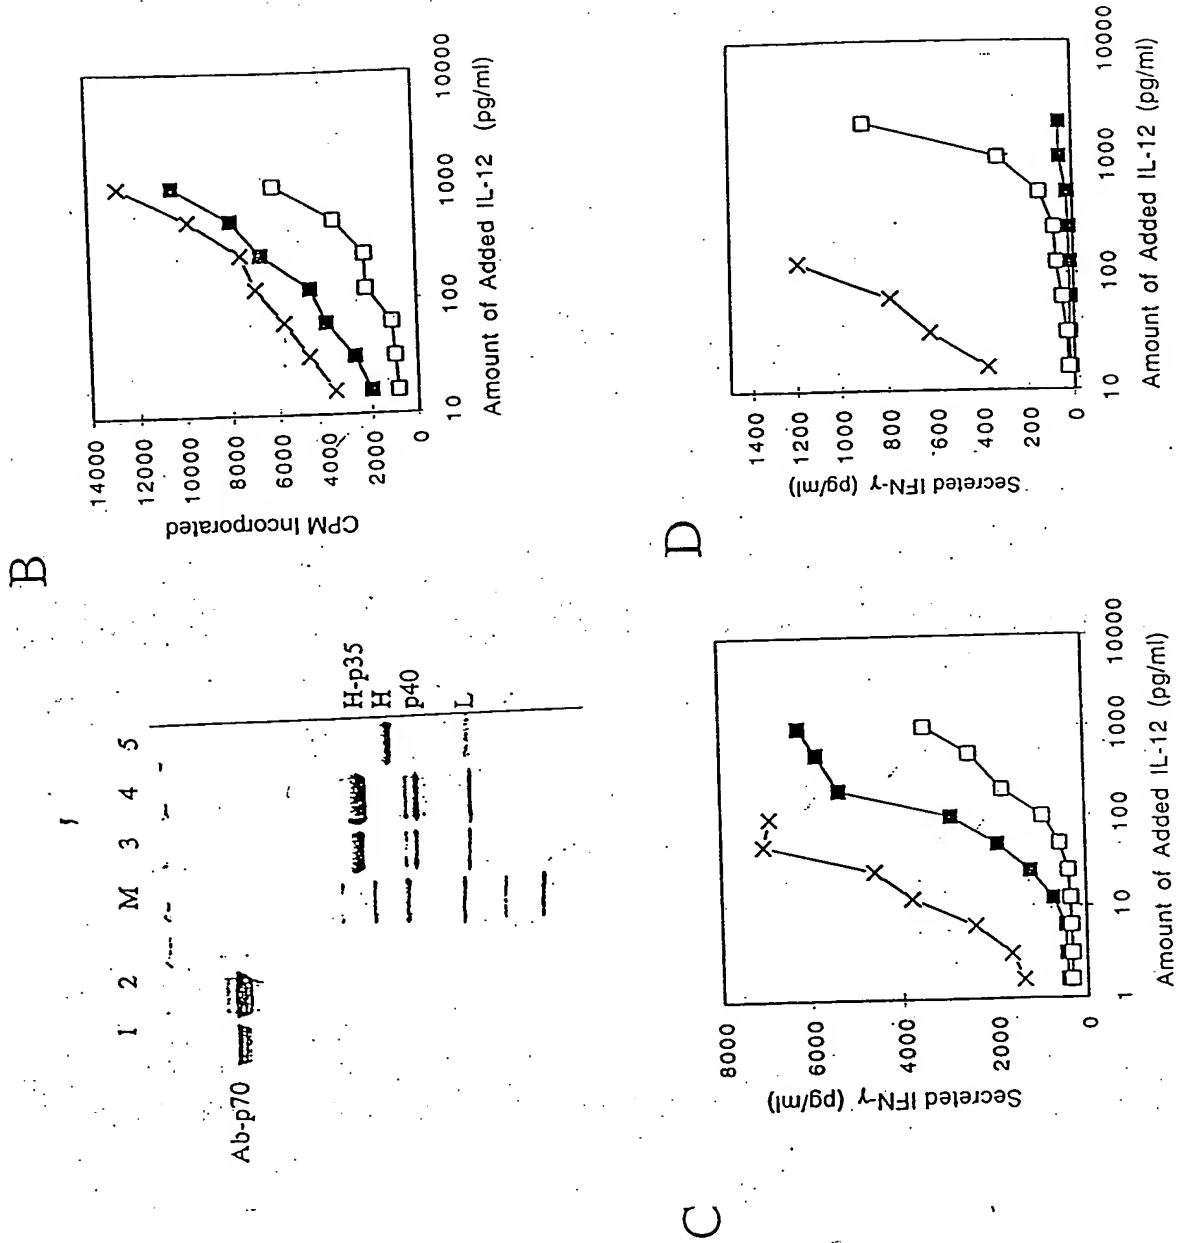 1 2 M 3 4 5
Ab-p70
H-p35
H
p40
L
B
14000
12000
10000
8000
6000
4000
2000
0
CPM Incorporated
10 100 1000 10000
Amount of Added IL-12 (pg/ml)
C
8000
6000
4000
2000
0
Secreted IFN-γ (pg/ml)
1 10 100 1000 10000
Amount of Added IL-12 (pg/ml)
D
1400
1200
1000
800
600
400
200
0
Secreted IFN-γ (pg/ml)
10 100 1000 10000
Amount of Added IL-12 (pg/ml)